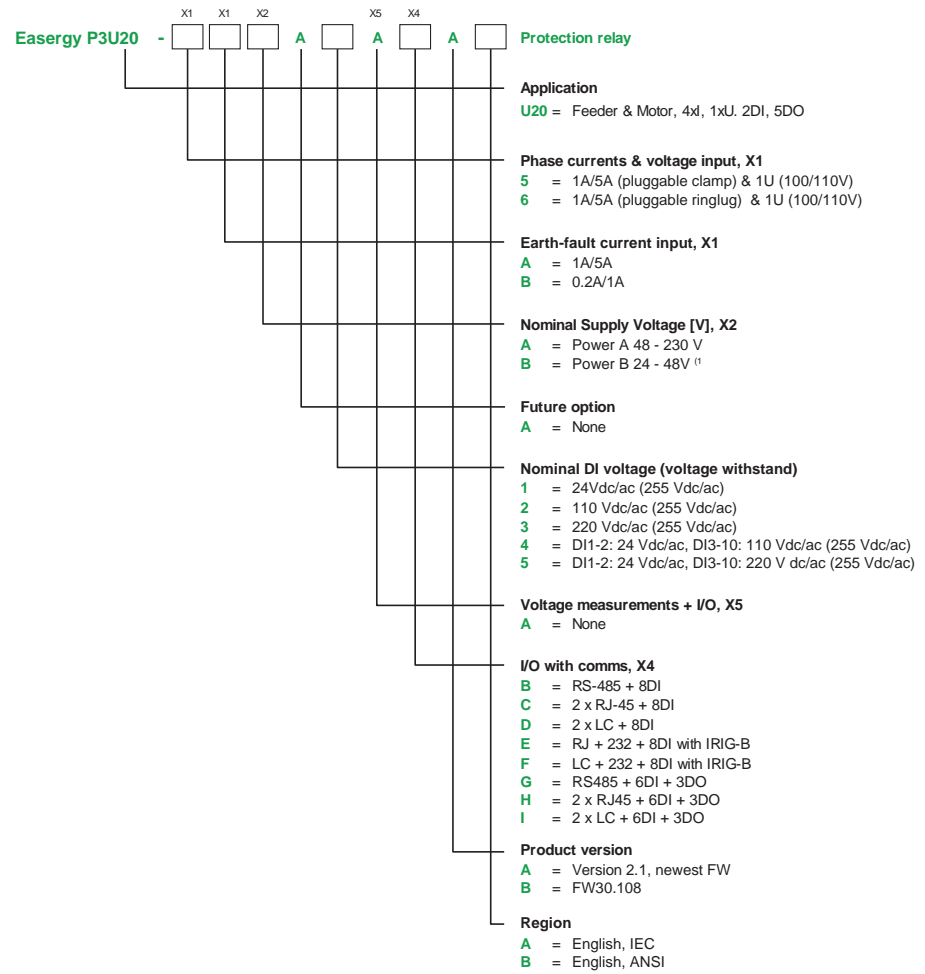 X1 X1 X2 X5 X4
Easergy P3U20 - A A A Protection relay
Application
U20 = Feeder & Motor, 4xI, 1xU. 2DI, 5DO
Phase currents & voltage input, X1
5 = 1A/5A (pluggable clamp) & 1U (100/110V)
6 = 1A/5A (pluggable ringlug) & 1U (100/110V)
Earth-fault current input, X1
A = 1A/5A
B = 0.2A/1A
Nominal Supply Voltage [V], X2
A = Power A 48 - 230 V
B = Power B 24 - 48V (1
Future option
A = None
Nominal DI voltage (voltage withstand)
1 = 24Vdc/ac (255 Vdc/ac)
2 = 110 Vdc/ac (255 Vdc/ac)
3 = 220 Vdc/ac (255 Vdc/ac)
4 = DI1-2: 24 Vdc/ac, DI3-10: 110 Vdc/ac (255 Vdc/ac)
5 = DI1-2: 24 Vdc/ac, DI3-10: 220 V dc/ac (255 Vdc/ac)
Voltage measurements + I/O, X5
A = None
I/O with comms, X4
B = RS-485 + 8DI
C = 2 x RJ-45 + 8DI
D = 2 x LC + 8DI
E = RJ + 232 + 8DI with IRIG-B
F = LC + 232 + 8DI with IRIG-B
G = RS485 + 6DI + 3DO
H = 2 x RJ45 + 6DI + 3DO
I = 2 x LC + 6DI + 3DO
Product version
A = Version 2.1, newest FW
B = FW30.108
Region
A = English, IEC
B = English, ANSI